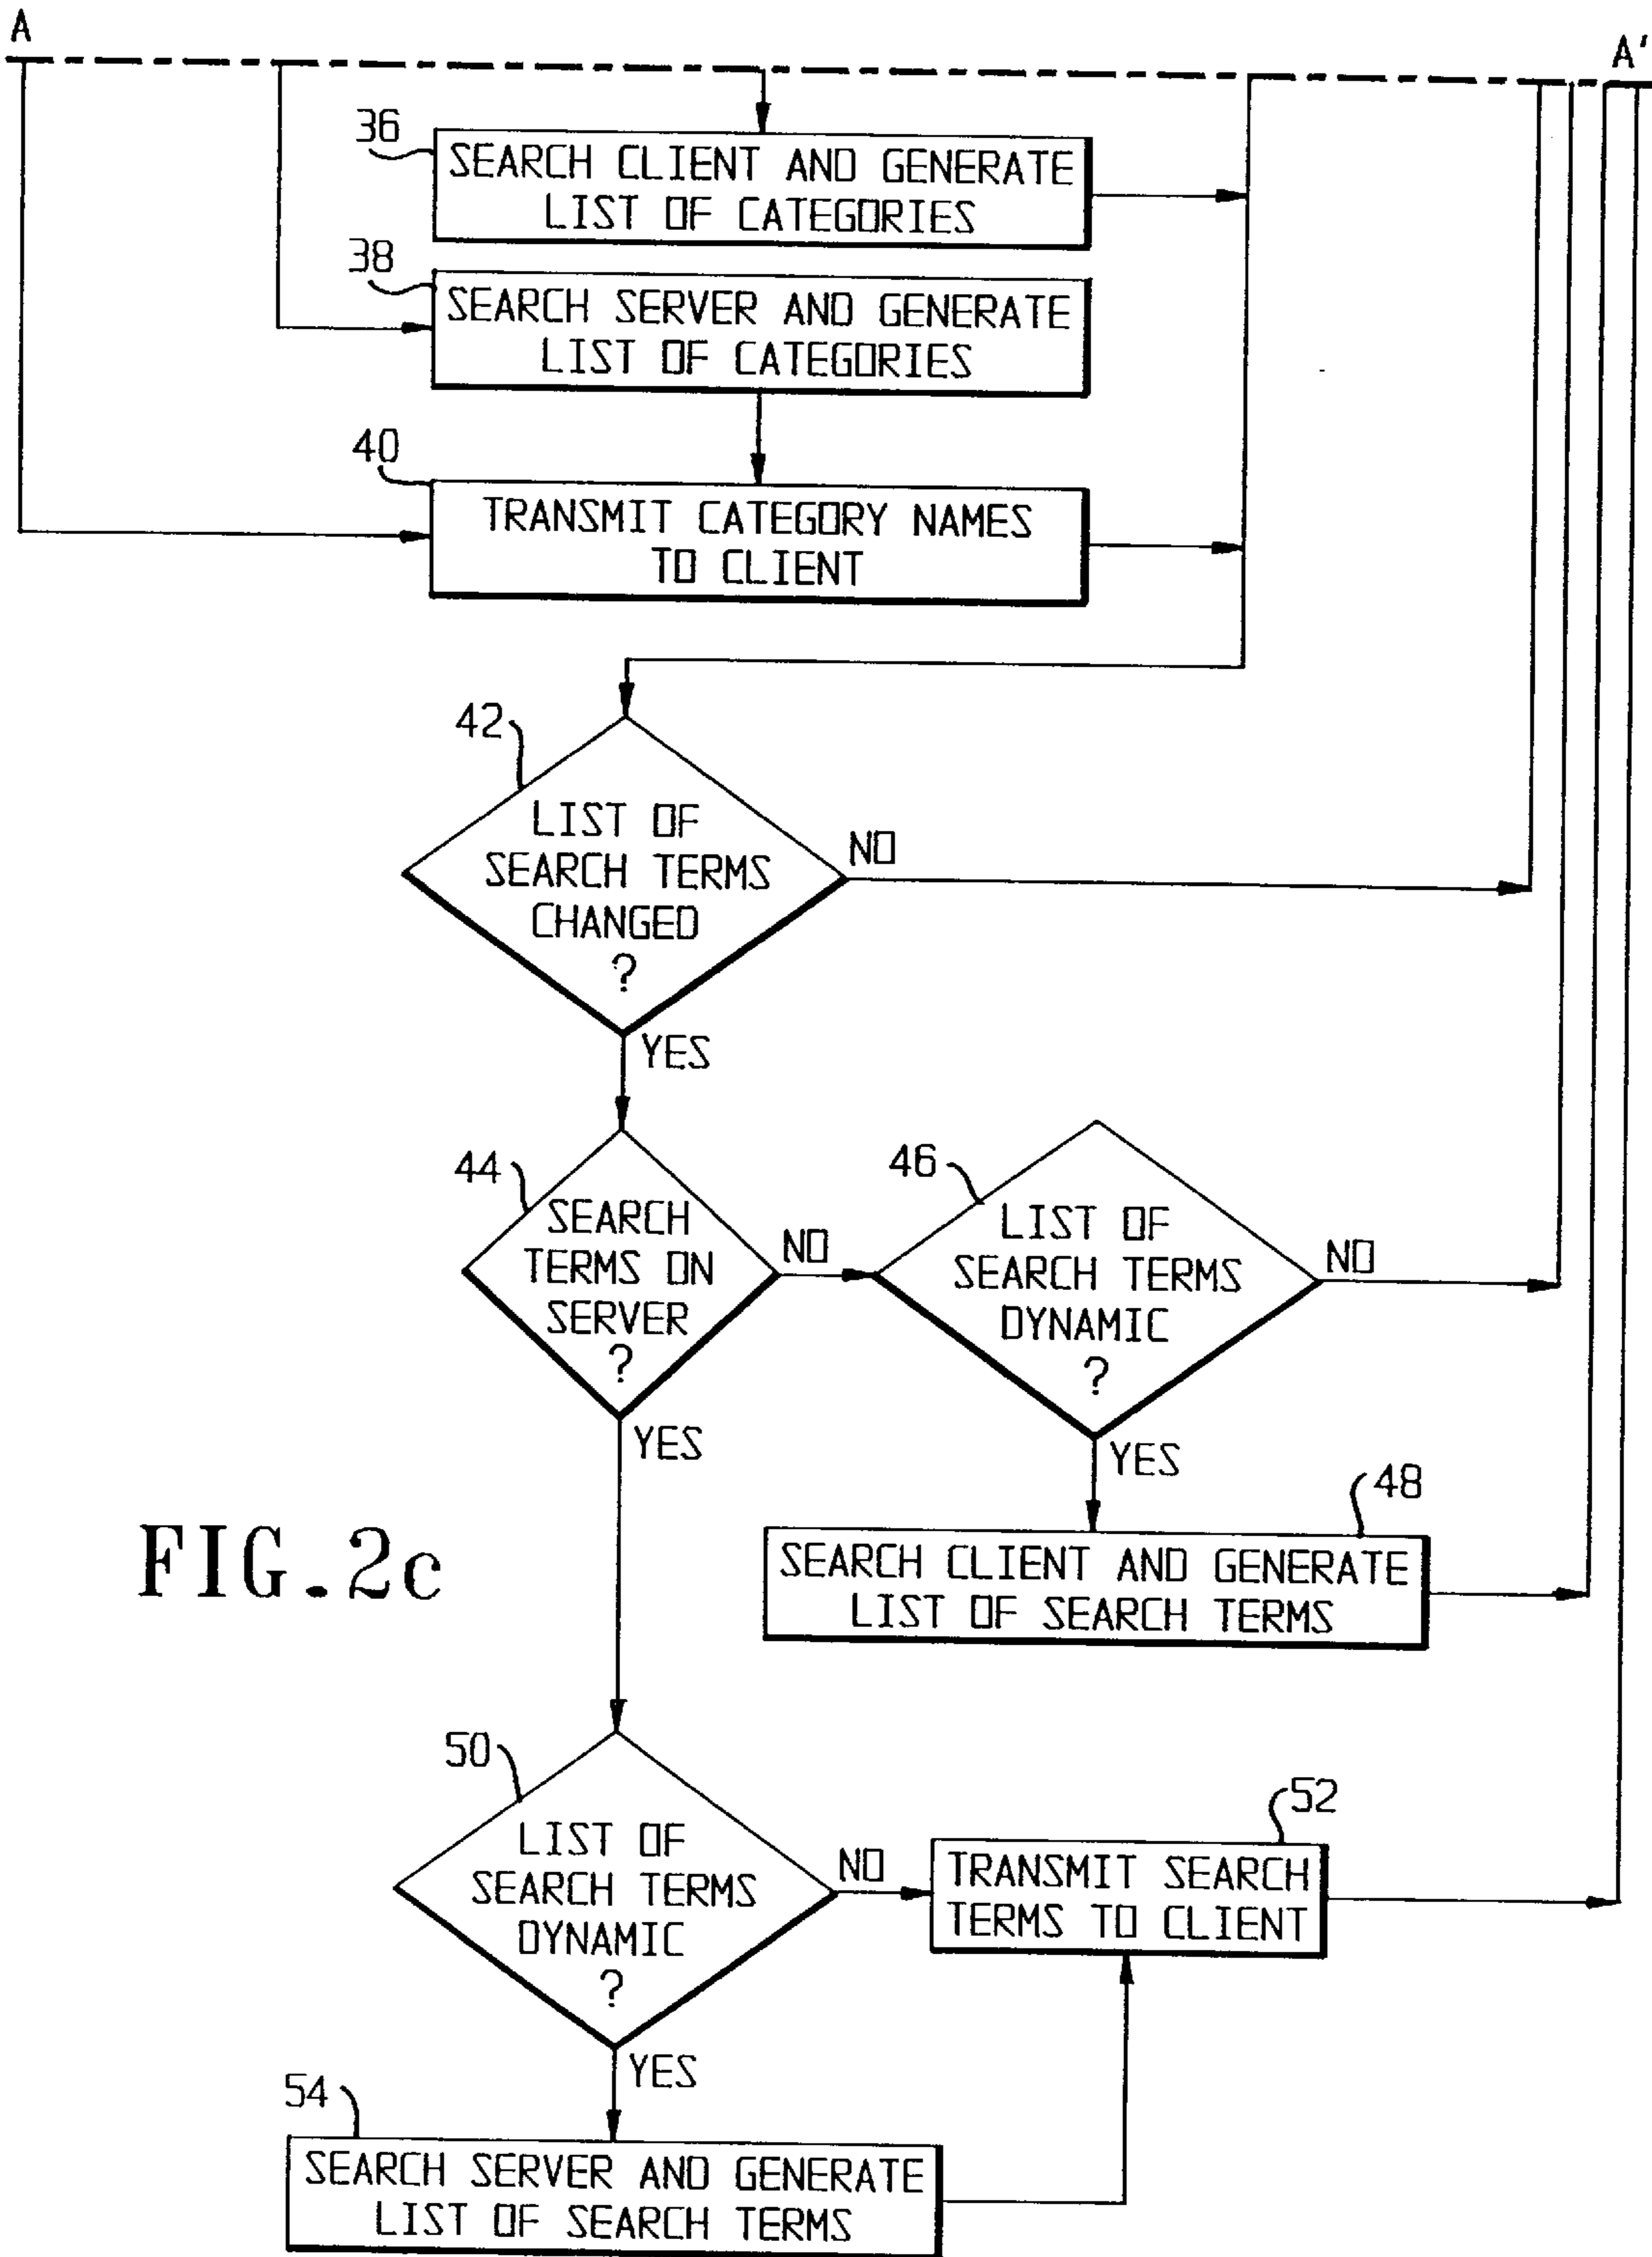 A
A'
36
SEARCH CLIENT AND GENERATE
LIST OF CATEGORIES
38
SEARCH SERVER AND GENERATE
LIST OF CATEGORIES
40
TRANSMIT CATEGORY NAMES
TO CLIENT
42
LIST OF
SEARCH TERMS
CHANGED
?
NO
YES
44
SEARCH
TERMS ON
SERVER
?
NO
YES
46
LIST OF
SEARCH TERMS
DYNAMIC
?
NO
YES
48
SEARCH CLIENT AND GENERATE
LIST OF SEARCH TERMS
FIG.2c
50
LIST OF
SEARCH TERMS
DYNAMIC
?
NO
YES
52
TRANSMIT SEARCH
TERMS TO CLIENT
54
SEARCH SERVER AND GENERATE
LIST OF SEARCH TERMS